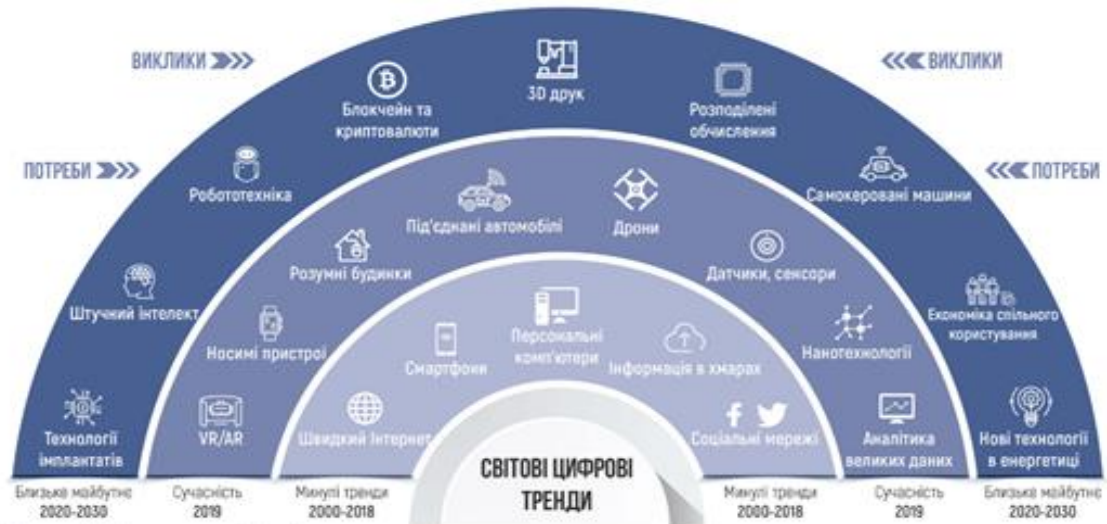 ВИКЛИКИ
ВИКЛИКИ
ПОТРЕБИ
ПОТРЕБИ
3D друк
Блокчейн та
криптовалюти
Розподілені
обчислення
Робототехніка
Самокеровані машини
Штучний інтелект
Економіка спільного
користування
Технології
імплантатів
Нові технології
в енергетиці
Під'єднані автомобілі
Дрони
Розумні будинки
Датчики, сенсори
Носимі пристрої
Нанотехнології
VR/AR
Аналітика
великих даних
Персональні
комп'ютери
Смартфони
Інформація в хмарах
Швидкий Інтернет
Соціальні мережі
СВІТОВІ ЦИФРОВІ
ТРЕНДИ
Близьке майбутнє
2020-2030
Сучасність
2019
Минулі тренди
2000-2018
Минулі тренди
2000-2018
Сучасність
2019
Близьке майбутнє
2020-2030